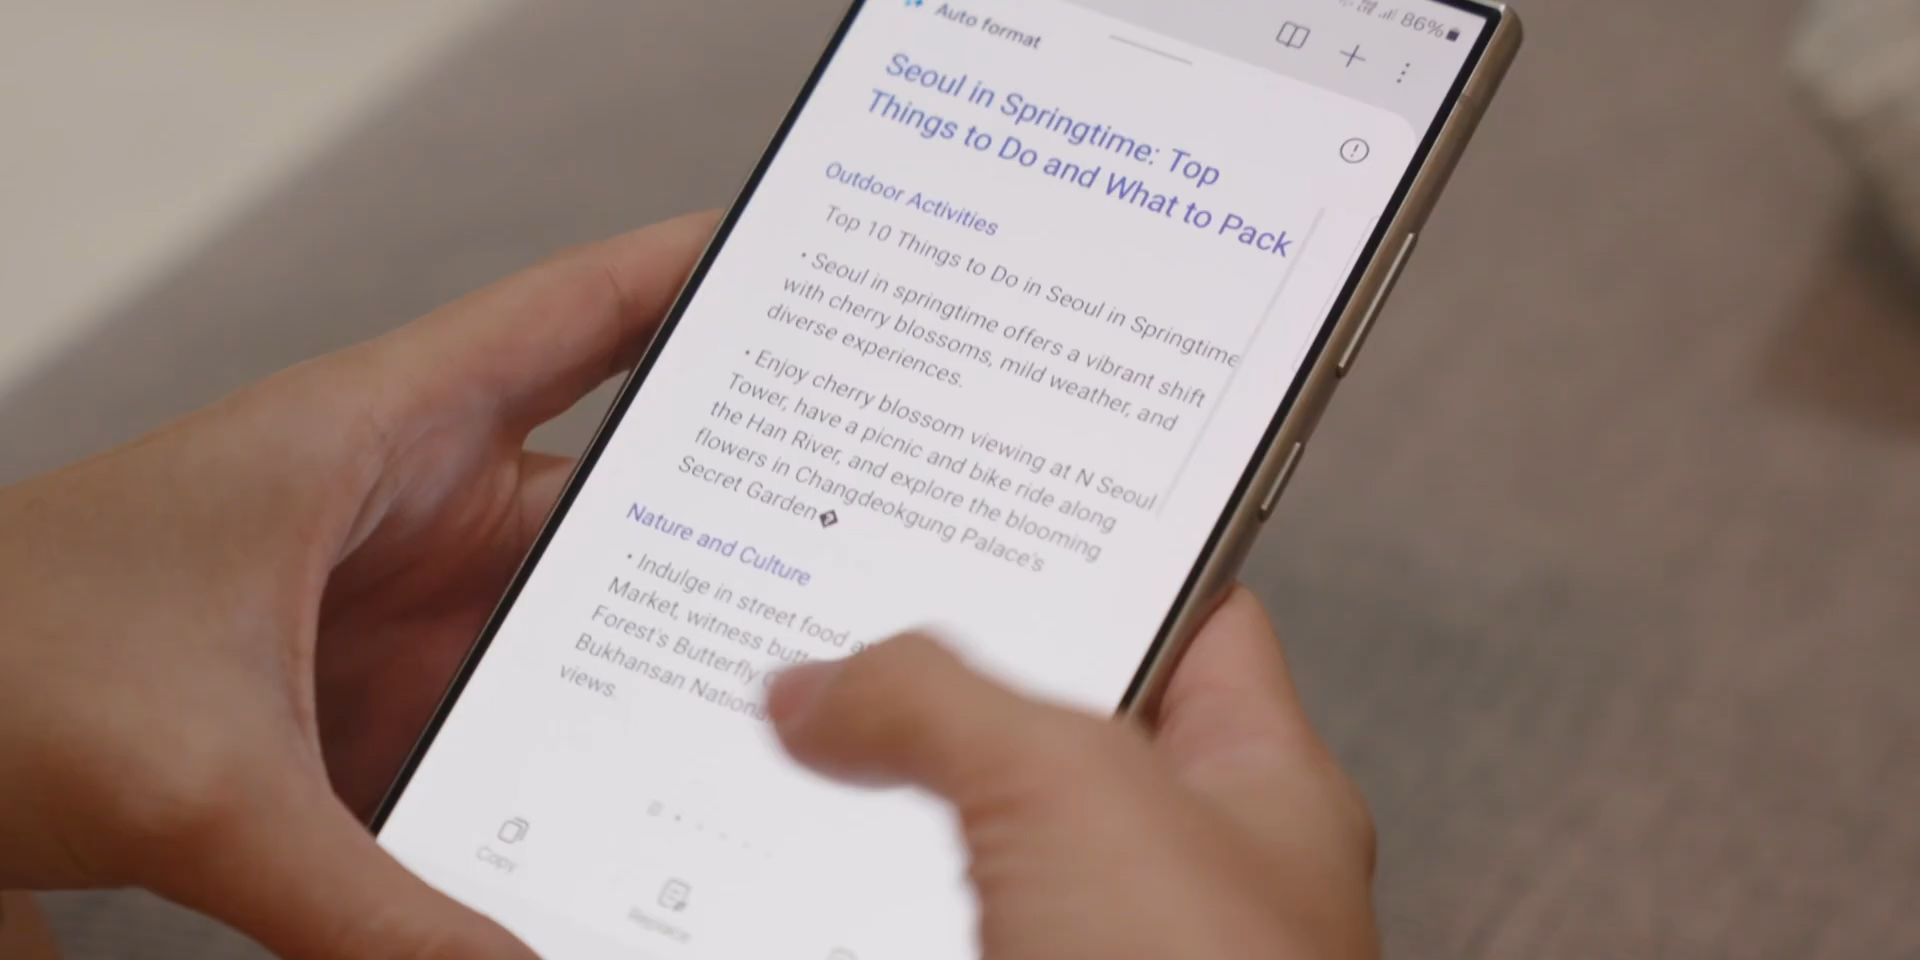 86%
Auto format
Seoul in Springtime: Top
Things to Do and What to Pack
Outdoor Activities
Top 10 Things to Do in Seoul in Springtime
• Seoul in springtime offers a vibrant shift
with cherry blossoms, mild weather, and
diverse experiences.
• Enjoy cherry blossom viewing at N Seoul
Tower, have a picnic and bike ride along
the Han River, and explore the blooming
flowers in Changdeokgung Palace's
Secret Garden�
Nature and Culture
• Indulge in street food
Market, witness
Forest's Butterfly
Bukhansan National
views
Copy
Replace